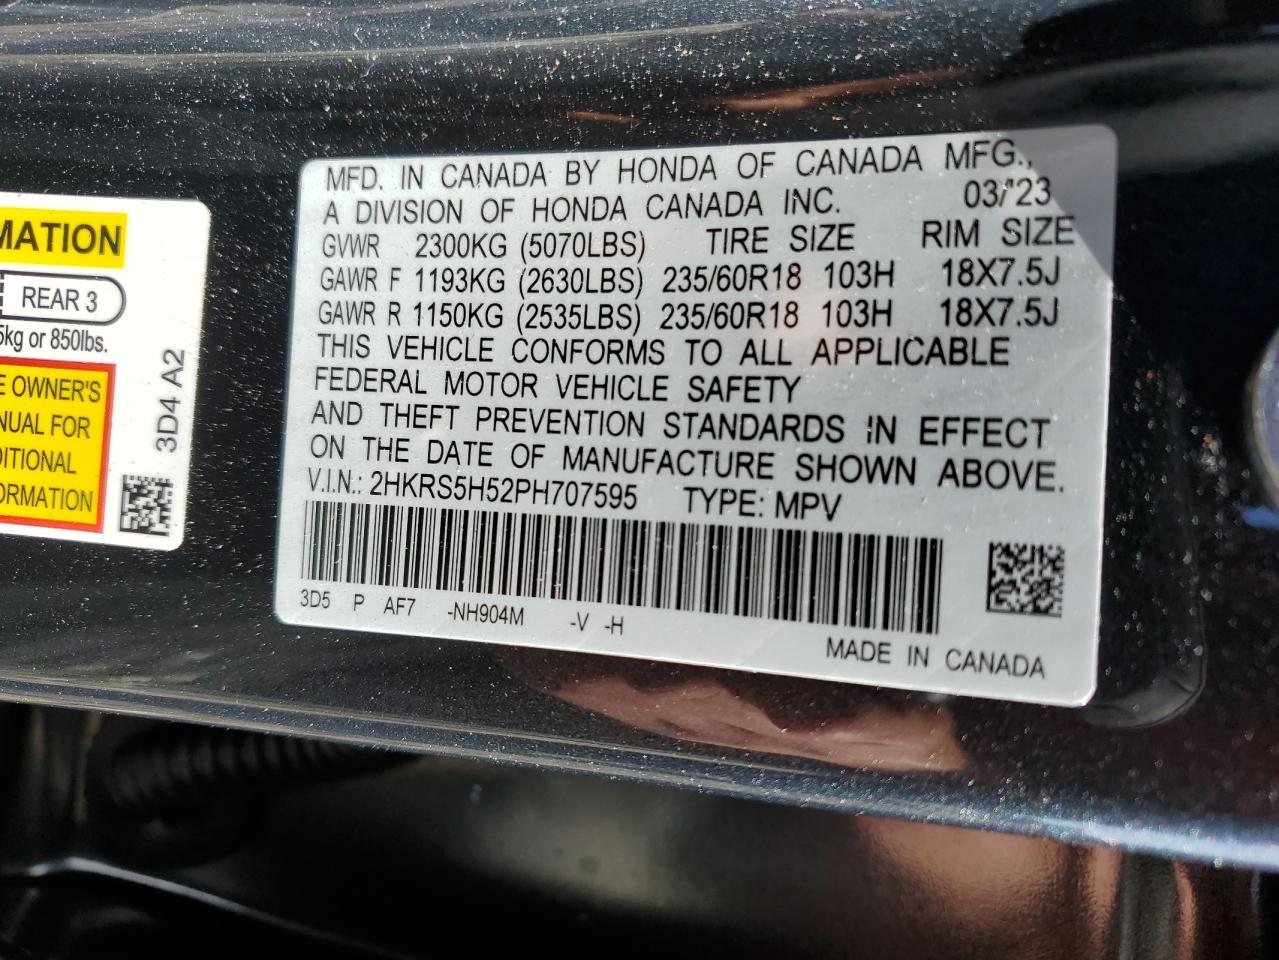 MATION
REAR 3
5kg or 850lbs.
E OWNER'S
NUAL FOR
DITIONAL
FORMATION
3D4 A2
MFD. IN CANADA BY HONDA OF CANADA MFG.,
A DIVISION OF HONDA CANADA INC. 03/'23
GVWR 2300KG (5070LBS) TIRE SIZE RIM SIZE
GAWR F 1193KG (2630LBS) 235/60R18 103H 18X7.5J
GAWR R 1150KG (2535LBS) 235/60R18 103H 18X7.5J
THIS VEHICLE CONFORMS TO ALL APPLICABLE
FEDERAL MOTOR VEHICLE SAFETY
AND THEFT PREVENTION STANDARDS IN EFFECT
ON THE DATE OF MANUFACTURE SHOWN ABOVE.
V.I.N.: 2HKRS5H52PH707595 TYPE: MPV
3D5 P AF7 -NH904M -V -H
MADE IN CANADA